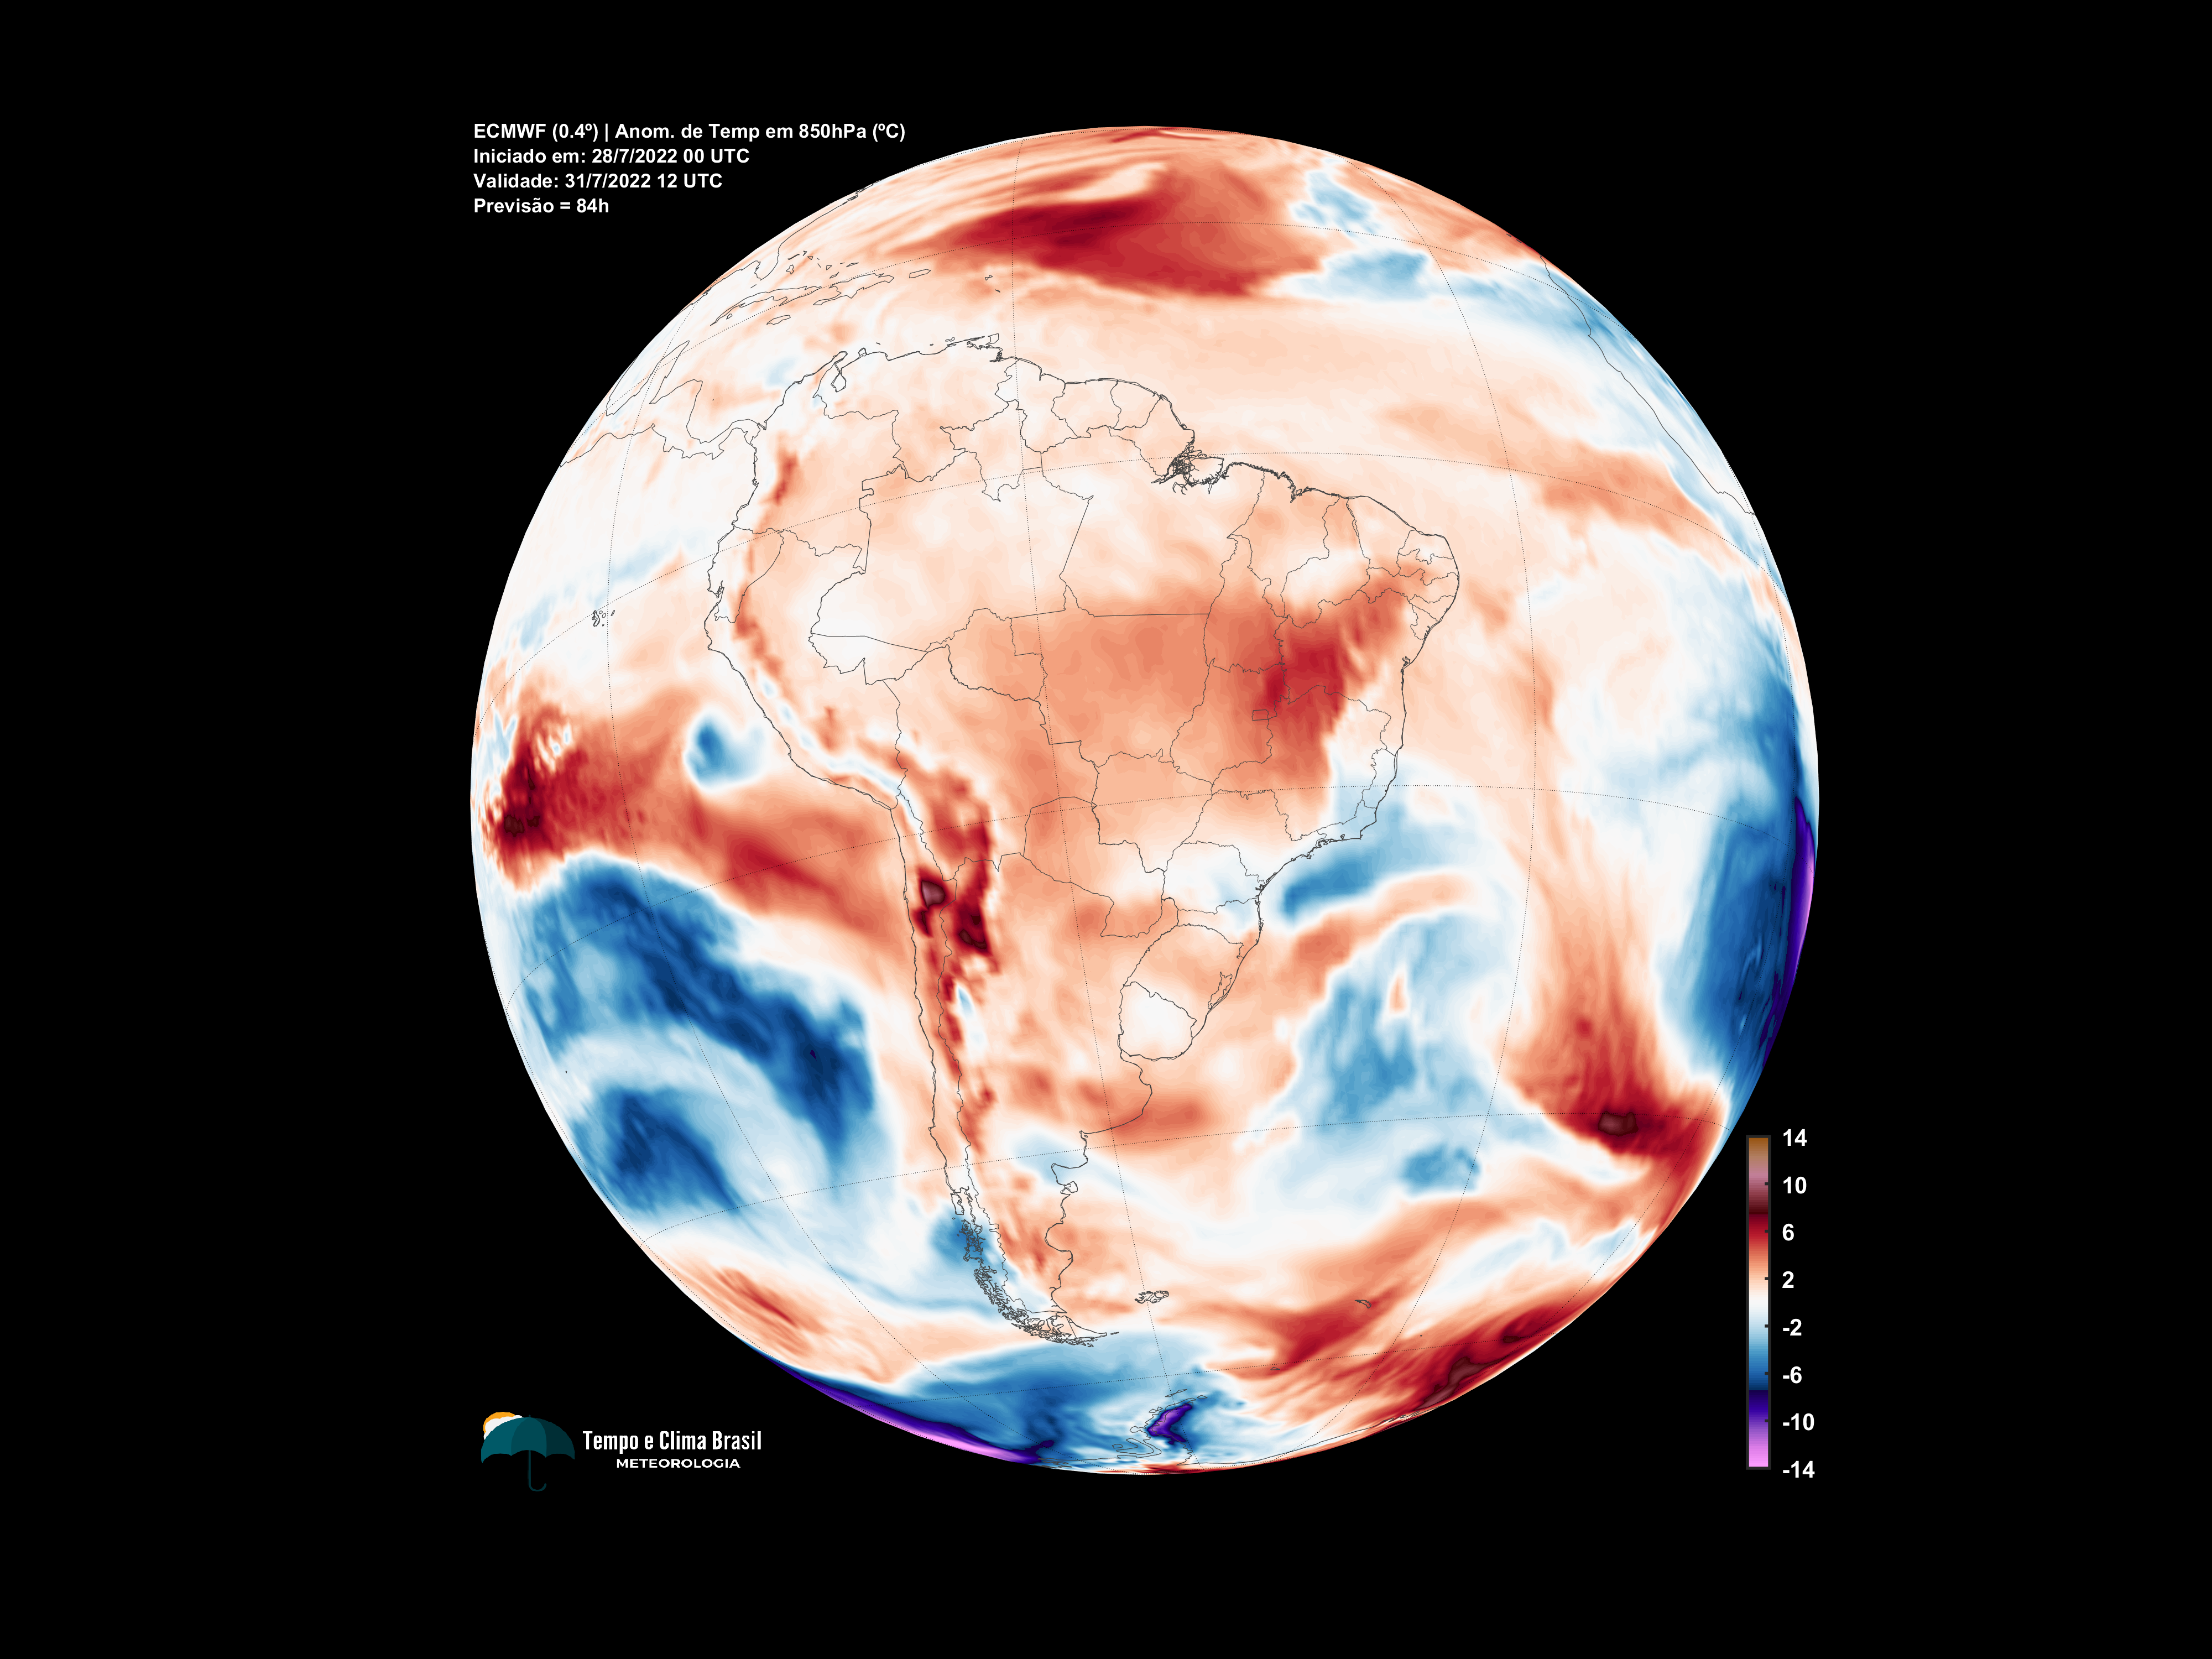 ECMWF (0.4º) | Anom. de Temp em 850hPa (ºC)
Iniciado em: 28/7/2022 00 UTC
Validade: 31/7/2022 12 UTC
Previsão = 84h
14
10
6
2
-2
-6
-10
-14
Tempo e Clima Brasil
METEOROLOGIA